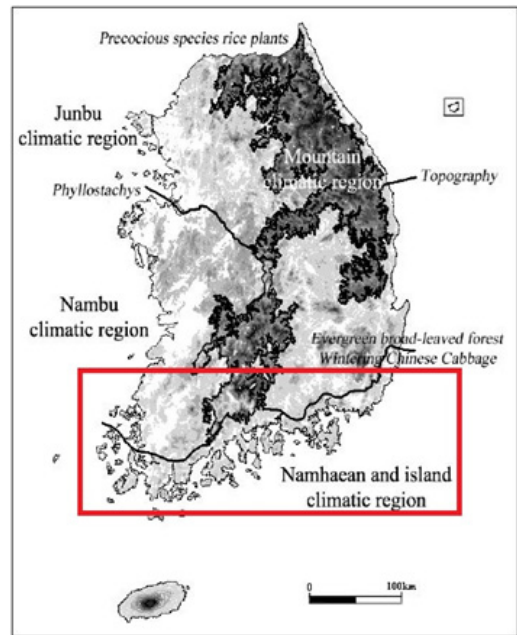 Precocious species rice plants
Junbu
climatic region
Mountain
climatic region
Topography
Phyllostachys
Nambu
climatic region
Evergreen broad-leaved forest
Wintering Chinese Cabbage
Namhaean and island
climatic region
0
100km